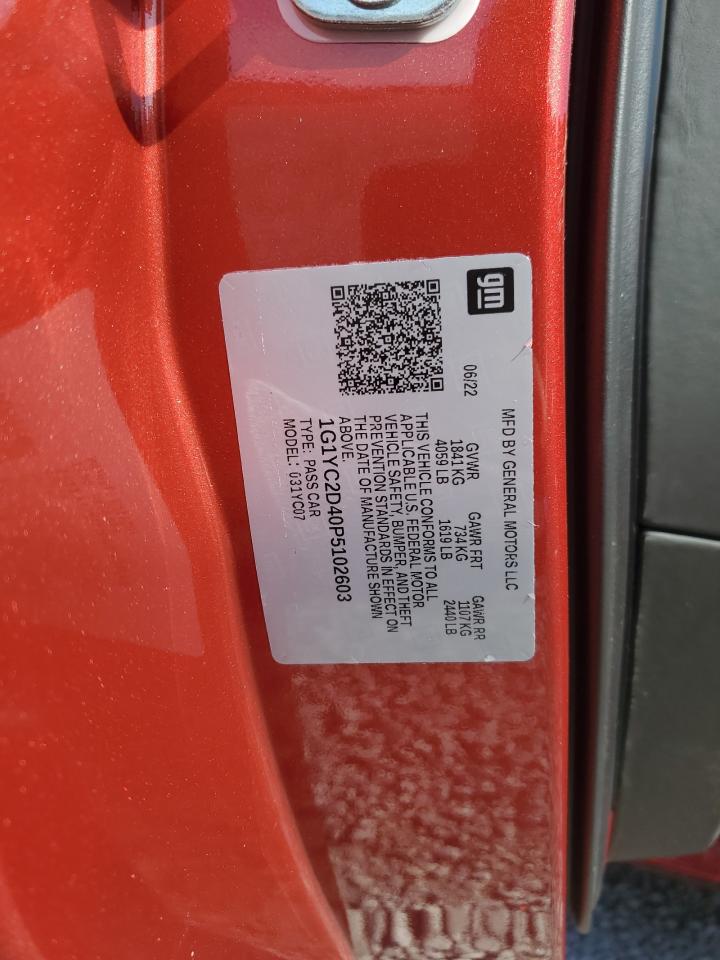 gm
MFD BY GENERAL MOTORS LLC
06/22
GVWR GAWR FRT GAWR RR
1841 KG 734 KG 1107 KG
4059 LB 1619 LB 2440 LB
THIS VEHICLE CONFORMS TO ALL
APPLICABLE U.S. FEDERAL MOTOR
VEHICLE SAFETY, BUMPER, AND THEFT
PREVENTION STANDARDS IN EFFECT ON
THE DATE OF MANUFACTURE SHOWN
ABOVE.
1G1YC2D40P5102603
TYPE: PASS CAR
MODEL: 031YC07